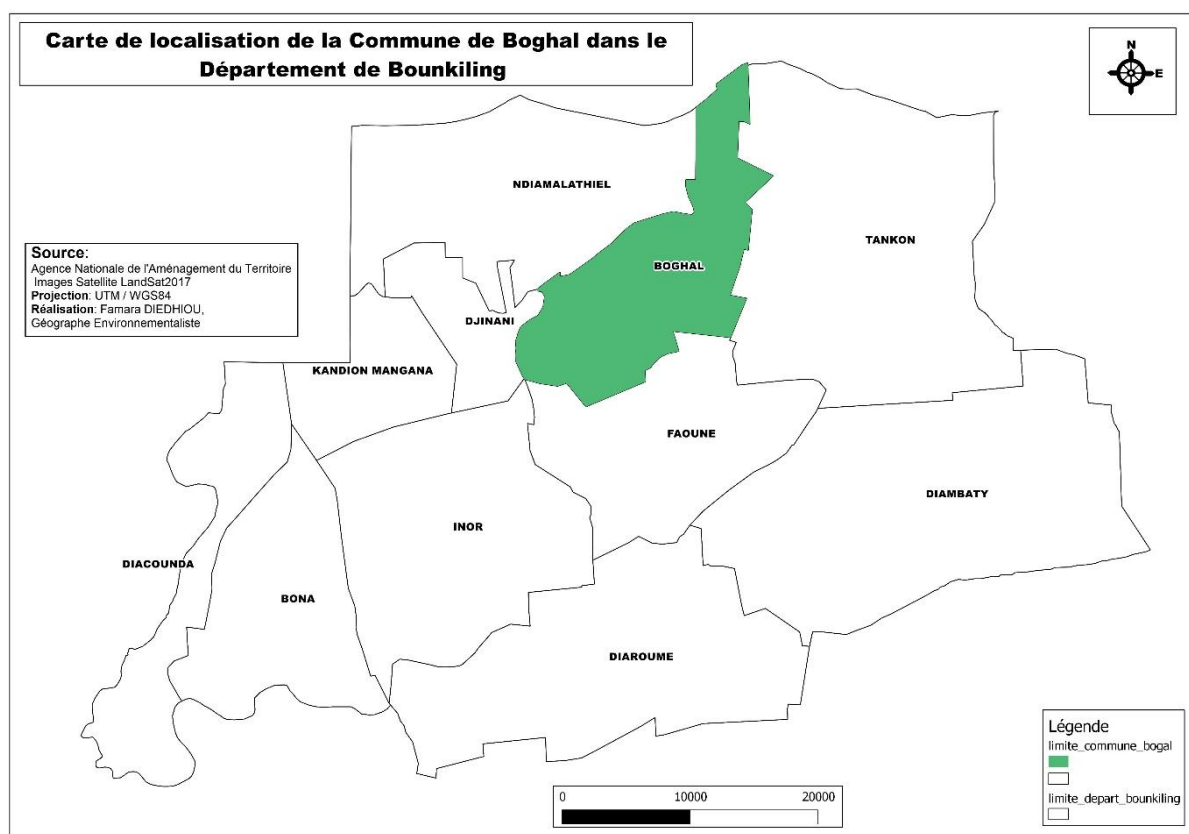 Carte de localisation de la Commune de Boghal dans le
Département de Bounkiling
N
E
NDIAMALATHIEL
TANKON
Source:
Agence Nationale de l'Aménagement du Territoire
Images Satellite LandSat2017
Projection: UTM / WGS84
Réalisation: Famara DIEDHIOU,
Géographe Environnementaliste
BOGHAL
DJINANI
KANDION MANGANA
FAOUNE
DIAMBATY
INOR
DIACOUNDA
BONA
DIAROUME
Légende
limite_commune_bogal
limite_depart_bounkiling
0 10000 20000